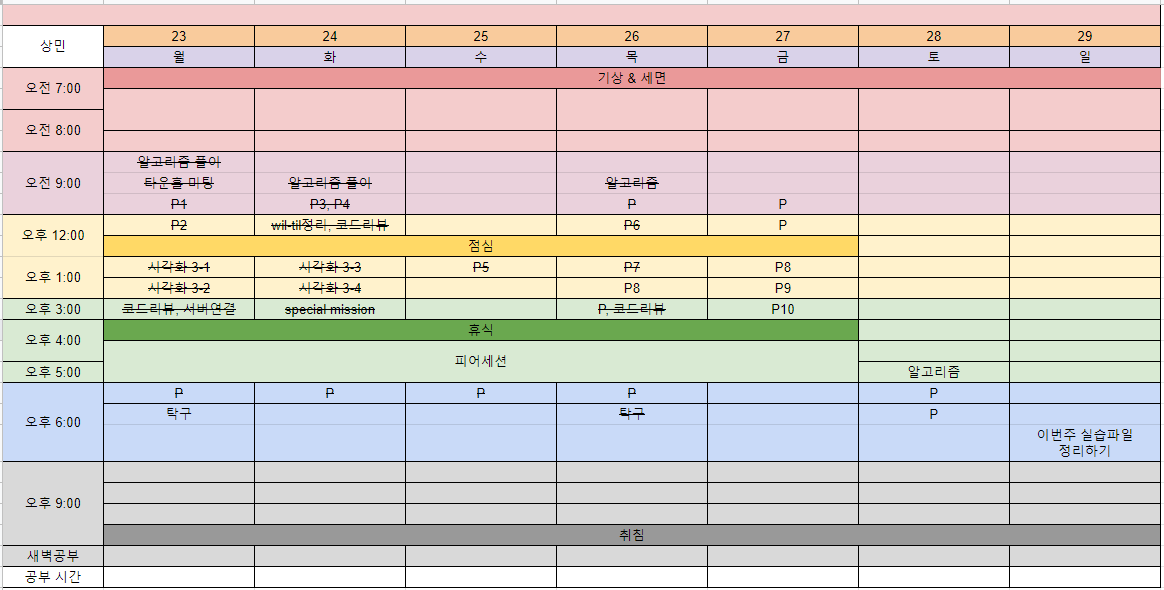 상민 23 24 25 26 27 28 29
월 화 수 목 금 토 일
오전 7:00 기상 & 세면
오전 8:00
알고리즘 풀이
오전 9:00 타운홀 미팅 알고리즘 풀이 알고리즘
P1 P3, P4 P P
오후 12:00 P2 wil-til정리, 코드리뷰 P6 P
점심
오후 1:00 시각화 3-1 시각화 3-3 P5 P7 P8
시각화 3-2 시각화 3-4 P8 P9
오후 3:00 코드리뷰, 서버연결 special mission P, 코드리뷰 P10
오후 4:00 휴식
피어세션
오후 5:00 알고리즘
P P P P P
오후 6:00 탁구 탁구 P
이번주 실습파일
정리하기
오후 9:00
취침
새벽공부
공부 시간